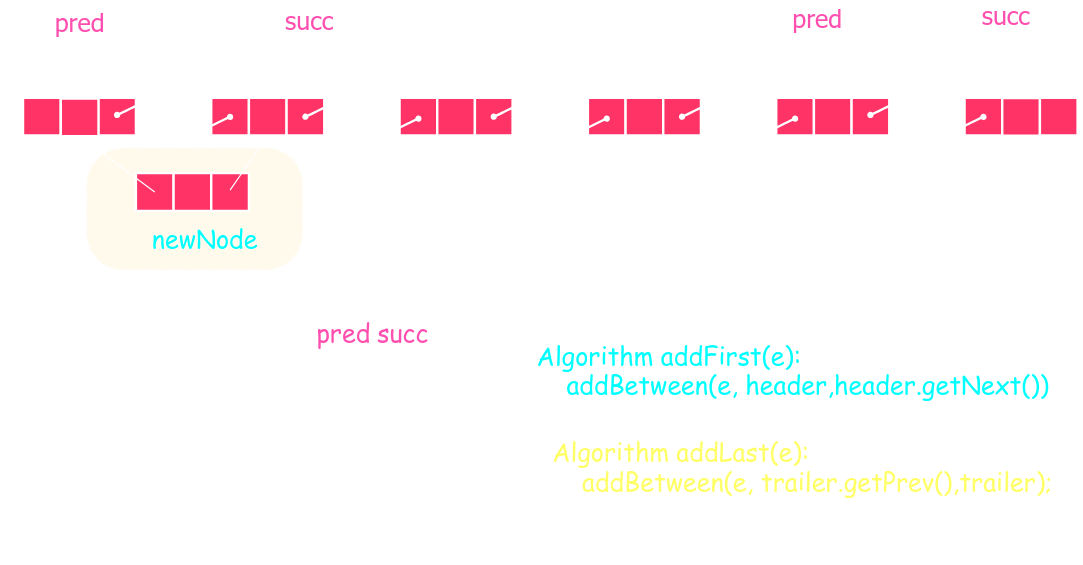 pred
succ
pred
succ
newNode
pred succ
Algorithm addFirst(e):
addBetween(e, header,header.getNext())
Algorithm addLast(e):
addBetween(e, trailer.getPrev(),trailer);